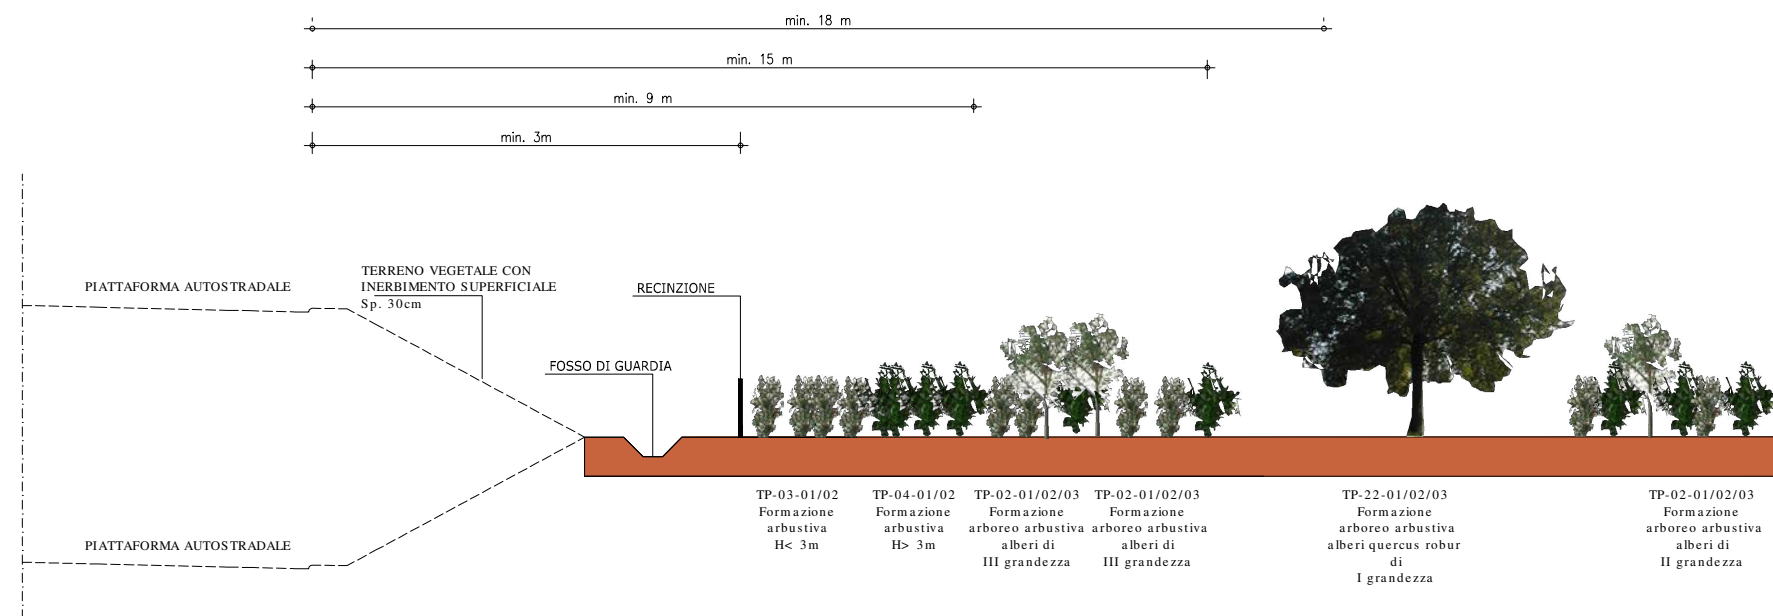 min. 18 m
min. 15 m
min. 9 m
min. 3m
PIATTAFORMA AUTOSTRADALE
TERRENO VEGETALE CON
INERBIMENTO SUPERFICIALE
Sp. 30cm
RECINZIONE
FOSSO DI GUARDIA
PIATTAFORMA AUTOSTRADALE
TP-03-01/02
Formazione
arbustiva
H< 3m
TP-04-01/02
Formazione
arbustiva
H> 3m
TP-02-01/02/03
Formazione
arboreo arbustiva
alberi di
III grandezza
TP-02-01/02/03
Formazione
arboreo arbustiva
alberi di
III grandezza
TP-22-01/02/03
Formazione
arboreo arbustiva
alberi quercus robur
di
I grandezza
TP-02-01/02/03
Formazione
arboreo arbustiva
alberi di
II grandezza